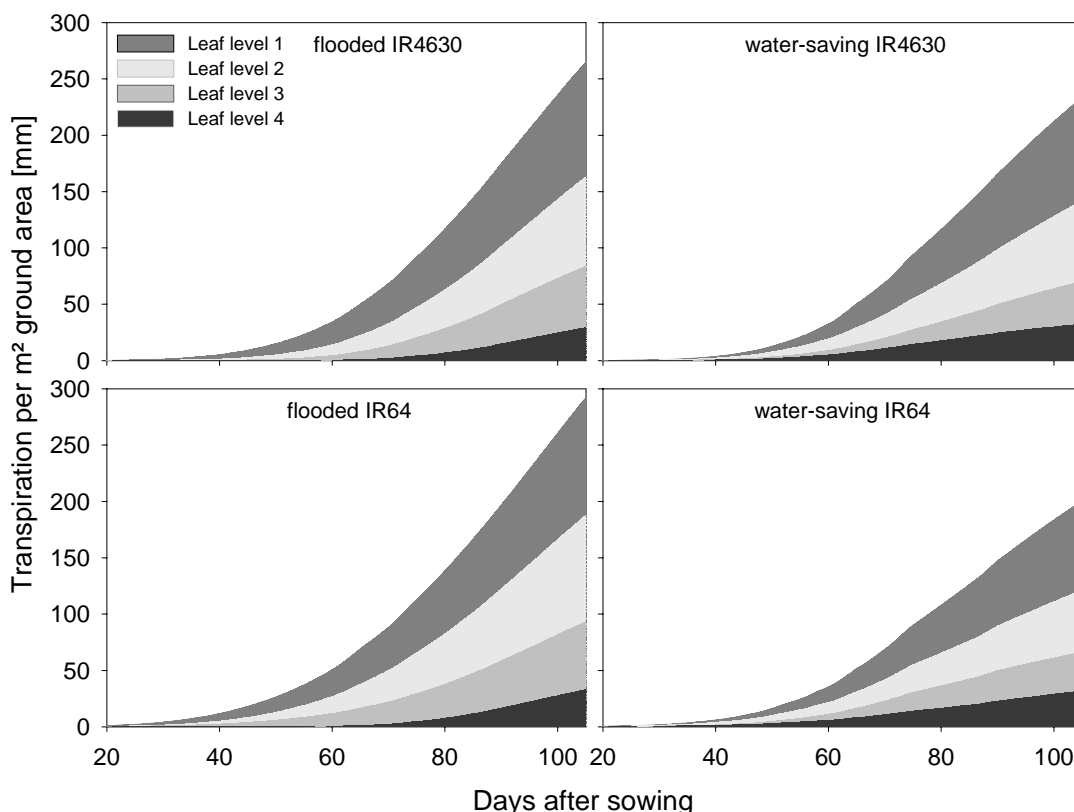 Transpiration per m² ground area [mm]
300
250
200
150
100
50
0
Leaf level 1
Leaf level 2
Leaf level 3
Leaf level 4
flooded IR4630
water-saving IR4630
300
250
200
150
100
50
0
flooded IR64
water-saving IR64
20 40 60 80 100 20 40 60 80 100
Days after sowing